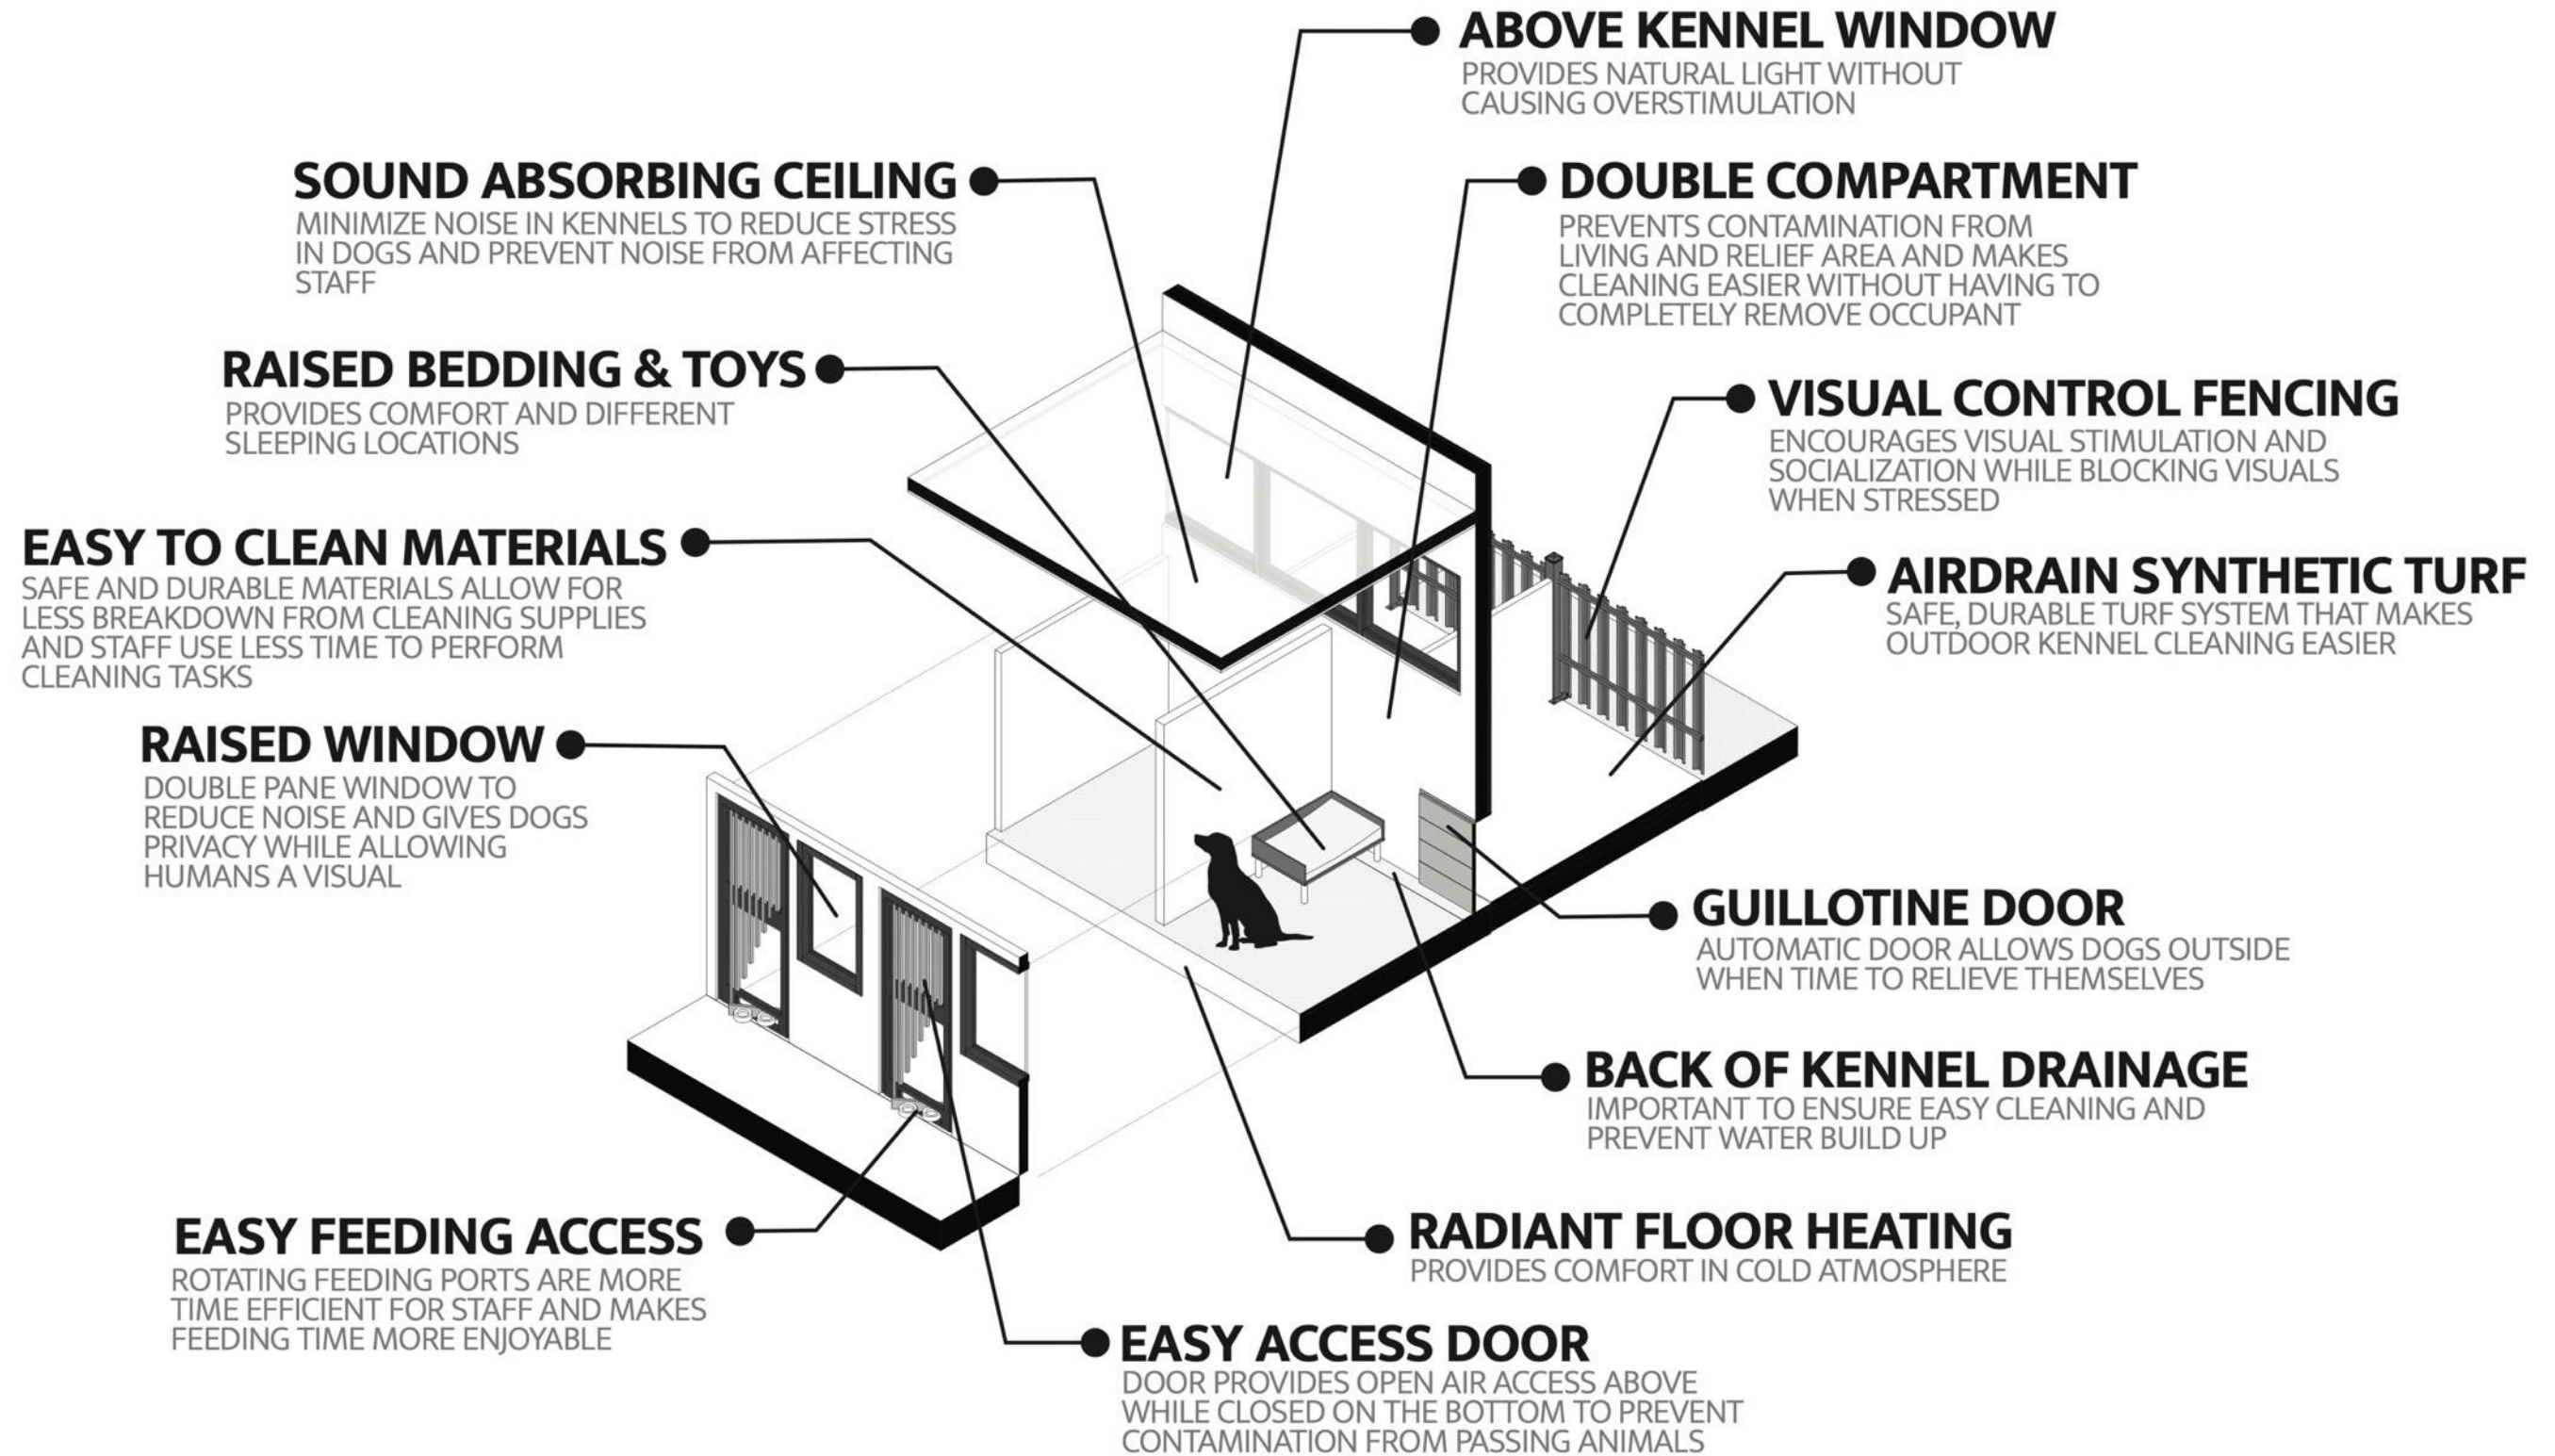 ABOVE KENNEL WINDOW
PROVIDES NATURAL LIGHT WITHOUT
CAUSING OVERSTIMULATION
SOUND ABSORBING CEILING
MINIMIZE NOISE IN KENNELS TO REDUCE STRESS
IN DOGS AND PREVENT NOISE FROM AFFECTING
STAFF
DOUBLE COMPARTMENT
PREVENTS CONTAMINATION FROM
LIVING AND RELIEF AREA AND MAKES
CLEANING EASIER WITHOUT HAVING TO
COMPLETELY REMOVE OCCUPANT
RAISED BEDDING & TOYS
PROVIDES COMFORT AND DIFFERENT
SLEEPING LOCATIONS
VISUAL CONTROL FENCING
ENCOURAGES VISUAL STIMULATION AND
SOCIALIZATION WHILE BLOCKING VISUALS
WHEN STRESSED
EASY TO CLEAN MATERIALS
SAFE AND DURABLE MATERIALS ALLOW FOR
LESS BREAKDOWN FROM CLEANING SUPPLIES
AND STAFF USE LESS TIME TO PERFORM
CLEANING TASKS
AIRDRAIN SYNTHETIC TURF
SAFE, DURABLE TURF SYSTEM THAT MAKES
OUTDOOR KENNEL CLEANING EASIER
RAISED WINDOW
DOUBLE PANE WINDOW TO
REDUCE NOISE AND GIVES DOGS
PRIVACY WHILE ALLOWING
HUMANS A VISUAL
GUILLOTINE DOOR
AUTOMATIC DOOR ALLOWS DOGS OUTSIDE
WHEN TIME TO RELIEVE THEMSELVES
BACK OF KENNEL DRAINAGE
IMPORTANT TO ENSURE EASY CLEANING AND
PREVENT WATER BUILD UP
EASY FEEDING ACCESS
ROTATING FEEDING PORTS ARE MORE
TIME EFFICIENT FOR STAFF AND MAKES
FEEDING TIME MORE ENJOYABLE
RADIANT FLOOR HEATING
PROVIDES COMFORT IN COLD ATMOSPHERE
EASY ACCESS DOOR
DOOR PROVIDES OPEN AIR ACCESS ABOVE
WHILE CLOSED ON THE BOTTOM TO PREVENT
CONTAMINATION FROM PASSING ANIMALS